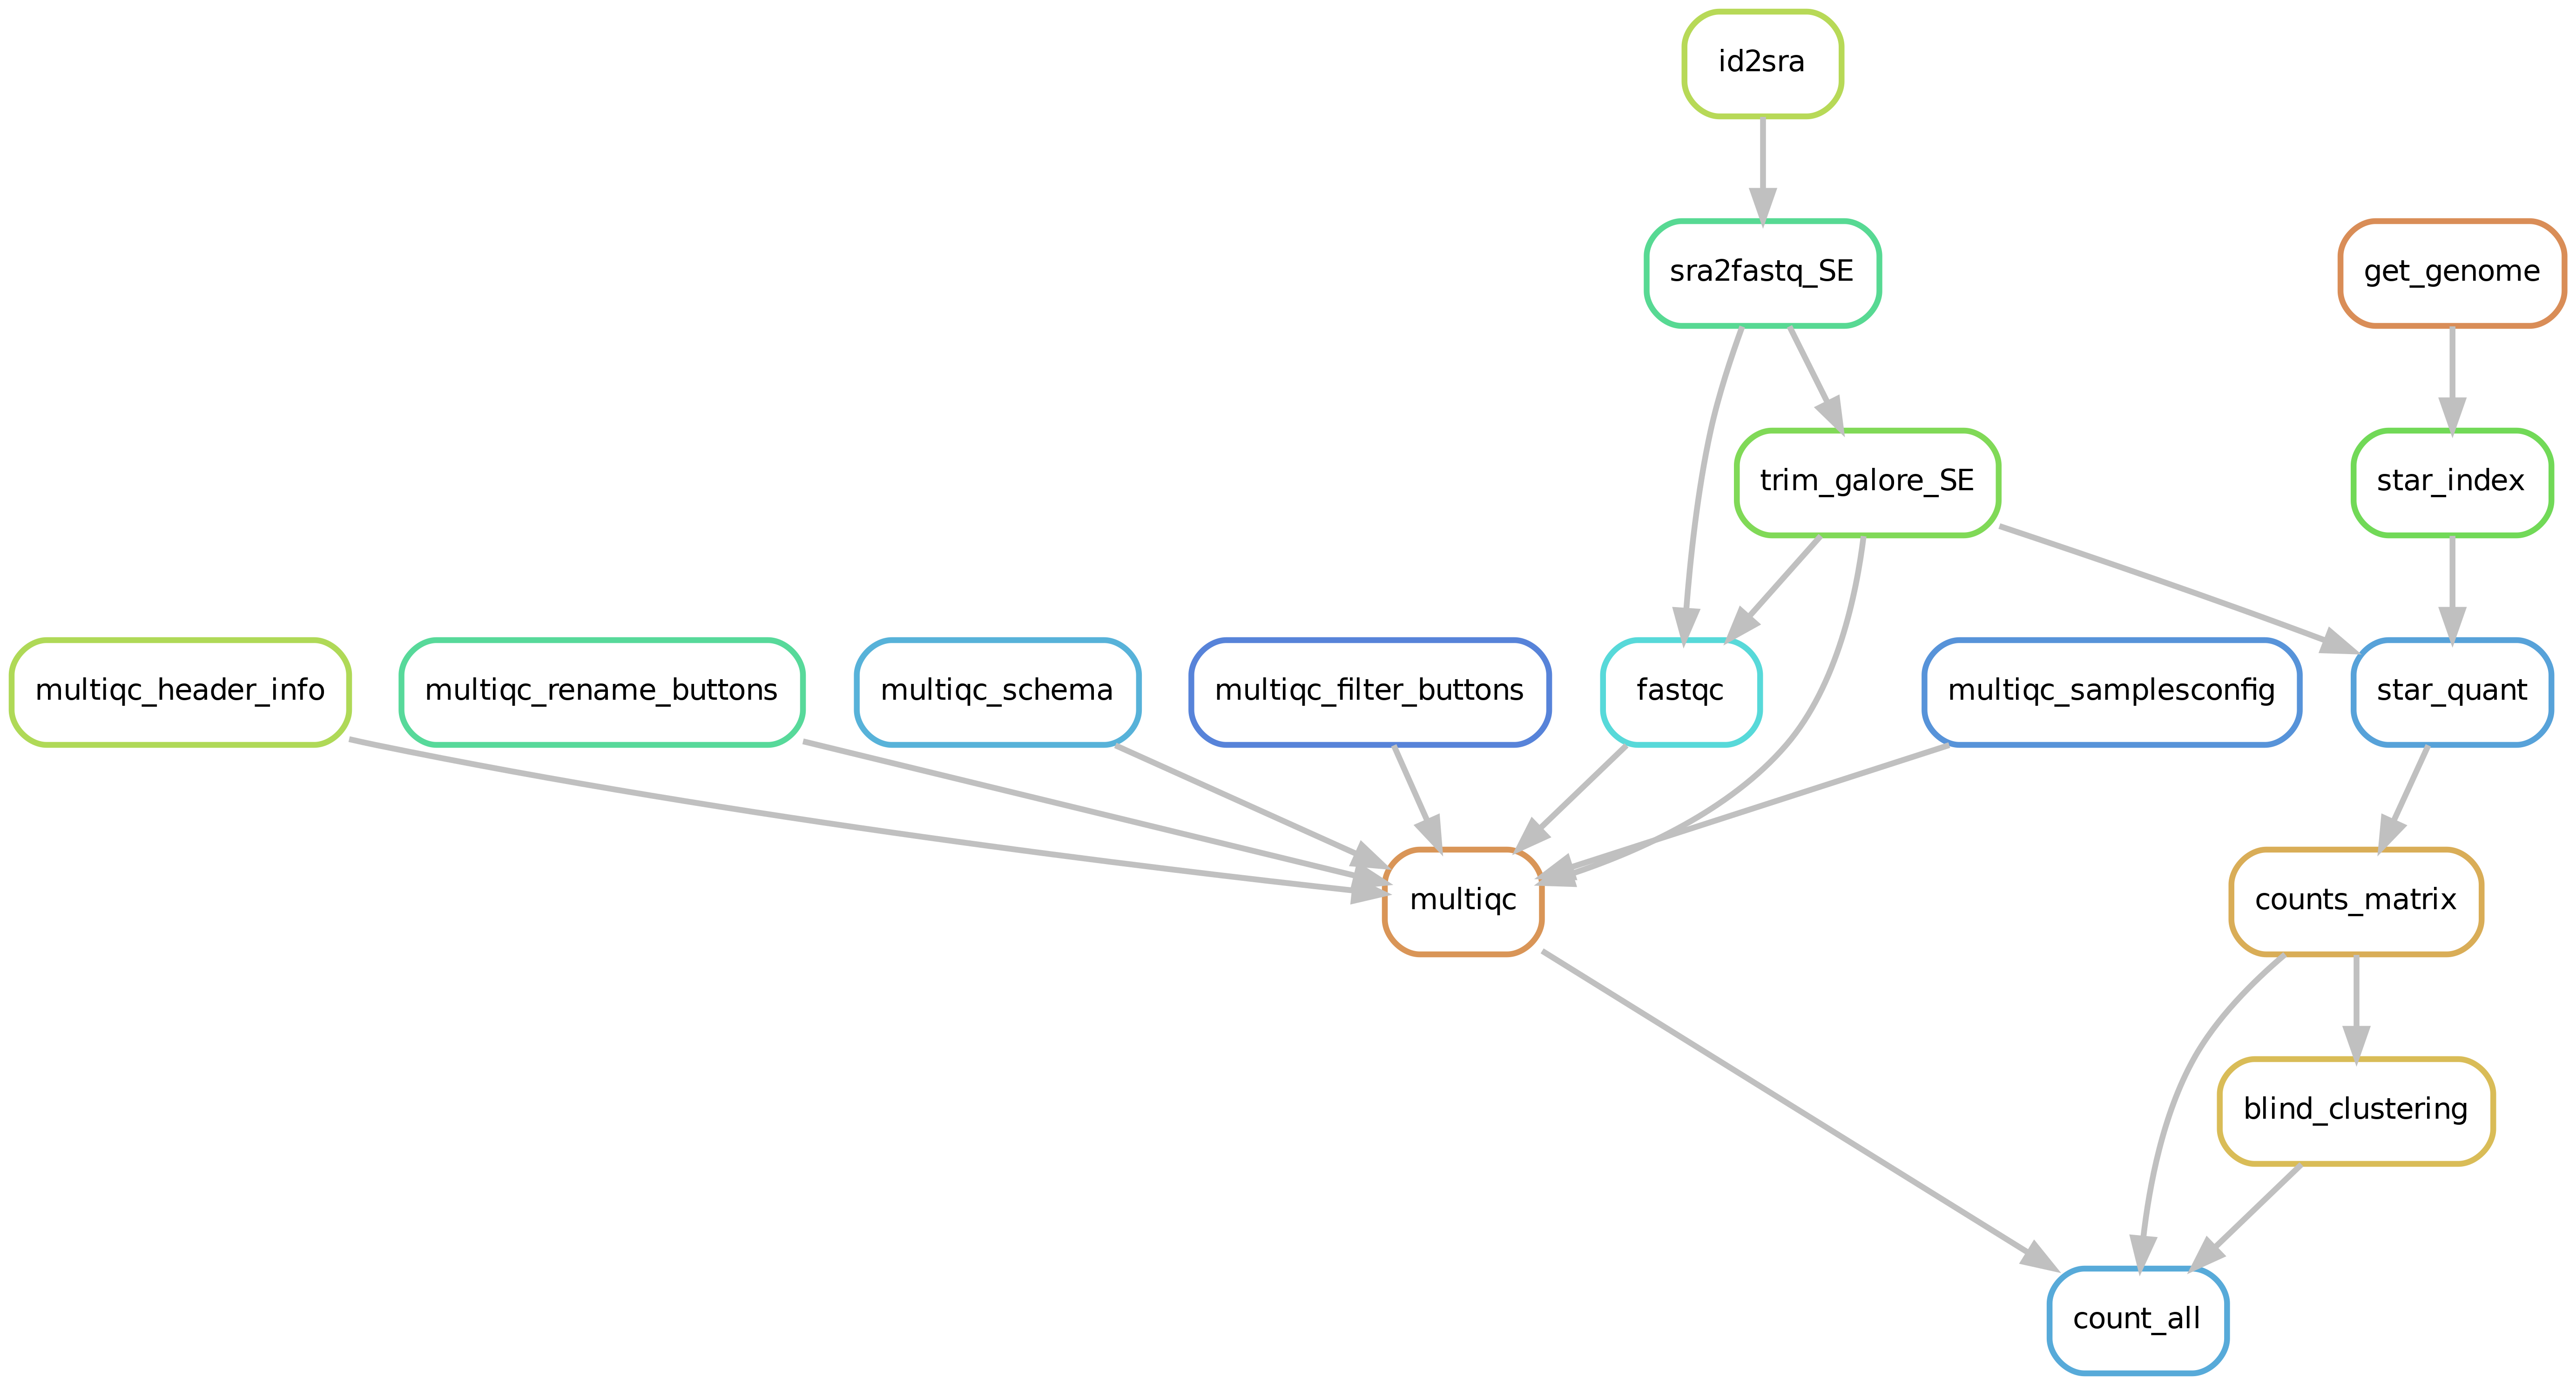 id2sra
sra2fastq_SE
get_genome
trim_galore_SE
star_index
multiqc_header_info
multiqc_rename_buttons
multiqc_schema
multiqc_filter_buttons
fastqc
multiqc_samplesconfig
star_quant
multiqc
counts_matrix
blind_clustering
count_all